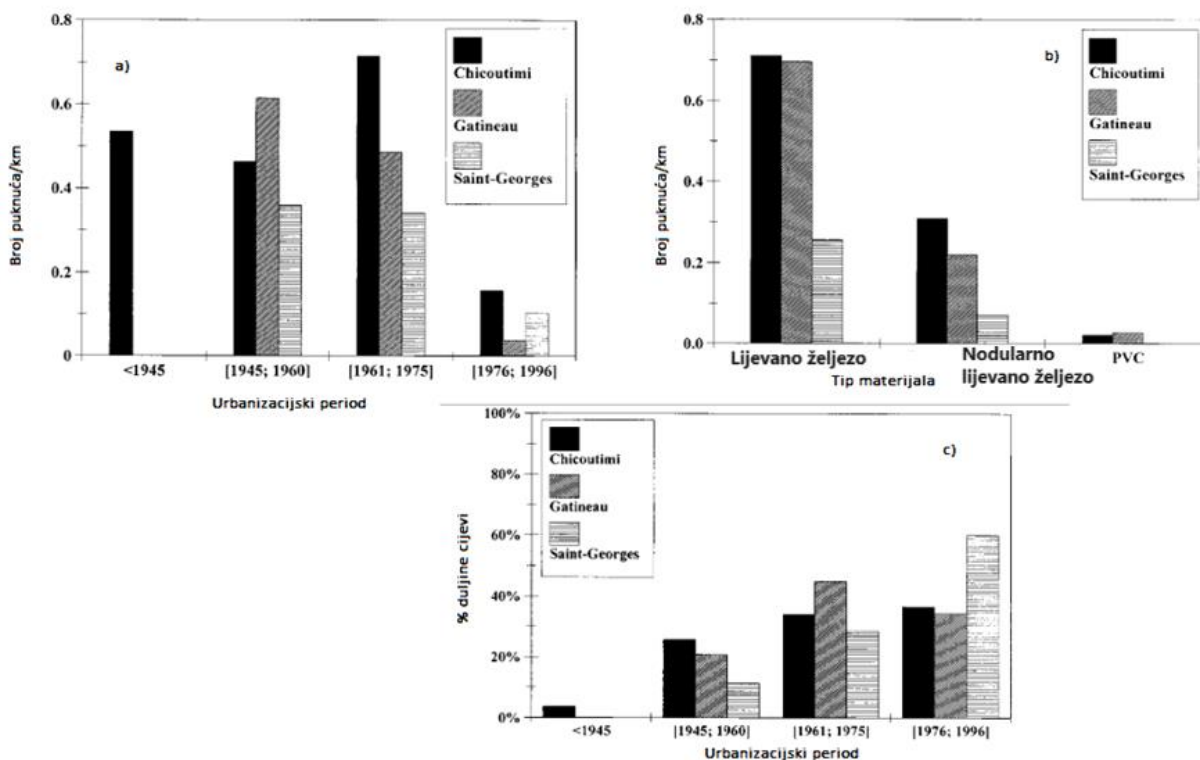 a)
Broj puknuća/km
0.8
0.6
0.4
0.2
0
Chicoutimi
Gatineau
Saint-Georges
<1945
[1945; 1960]
[1961; 1975]
[1976; 1996]
Urbanizacijski period
b)
Broj puknuća/km
0.8
0.6
0.4
0.2
0.0
Chicoutimi
Gatineau
Saint-Georges
Lijevano željezo
Nodularno
lijevano željezo
PVC
Tip materijala
c)
% duljine cijevi
100%
80%
60%
40%
20%
0%
Chicoutimi
Gatineau
Saint-Georges
<1945
[1945; 1960]
[1961; 1975]
[1976; 1996]
Urbanizacijski period